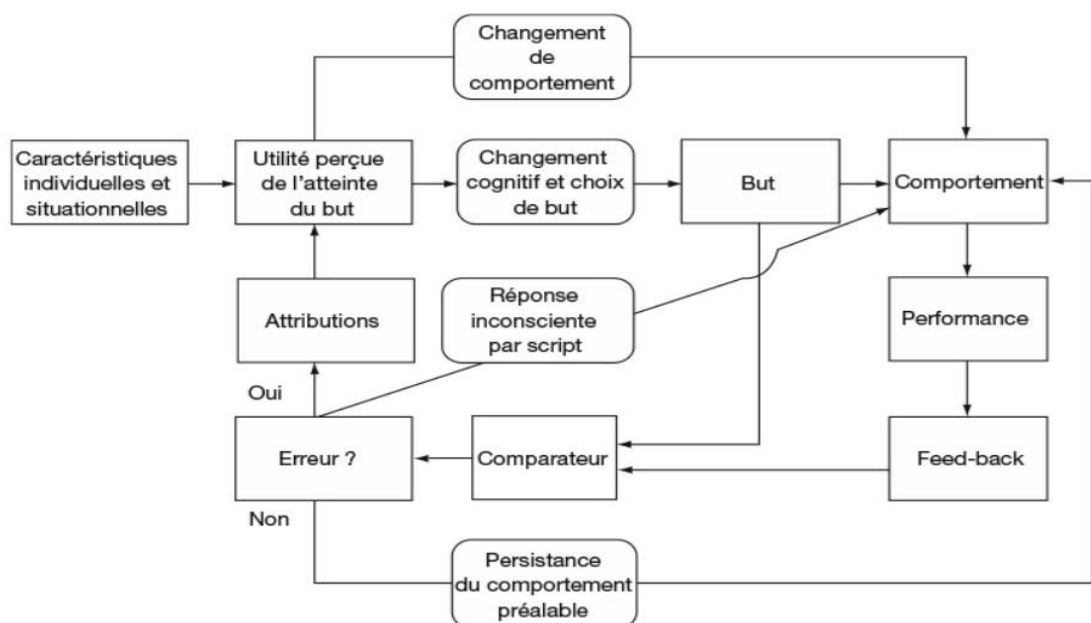 Changement
de
comportement
Caractéristiques
individuelles et
situationnelles
Utilité perçue
de l'atteinte
du but
Changement
cognitif et choix
de but
But
Comportement
Attributions
Réponse
inconsciente
par script
Performance
Oui
Erreur ?
Comparateur
Feed-back
Non
Persistance
du comportement
préalable